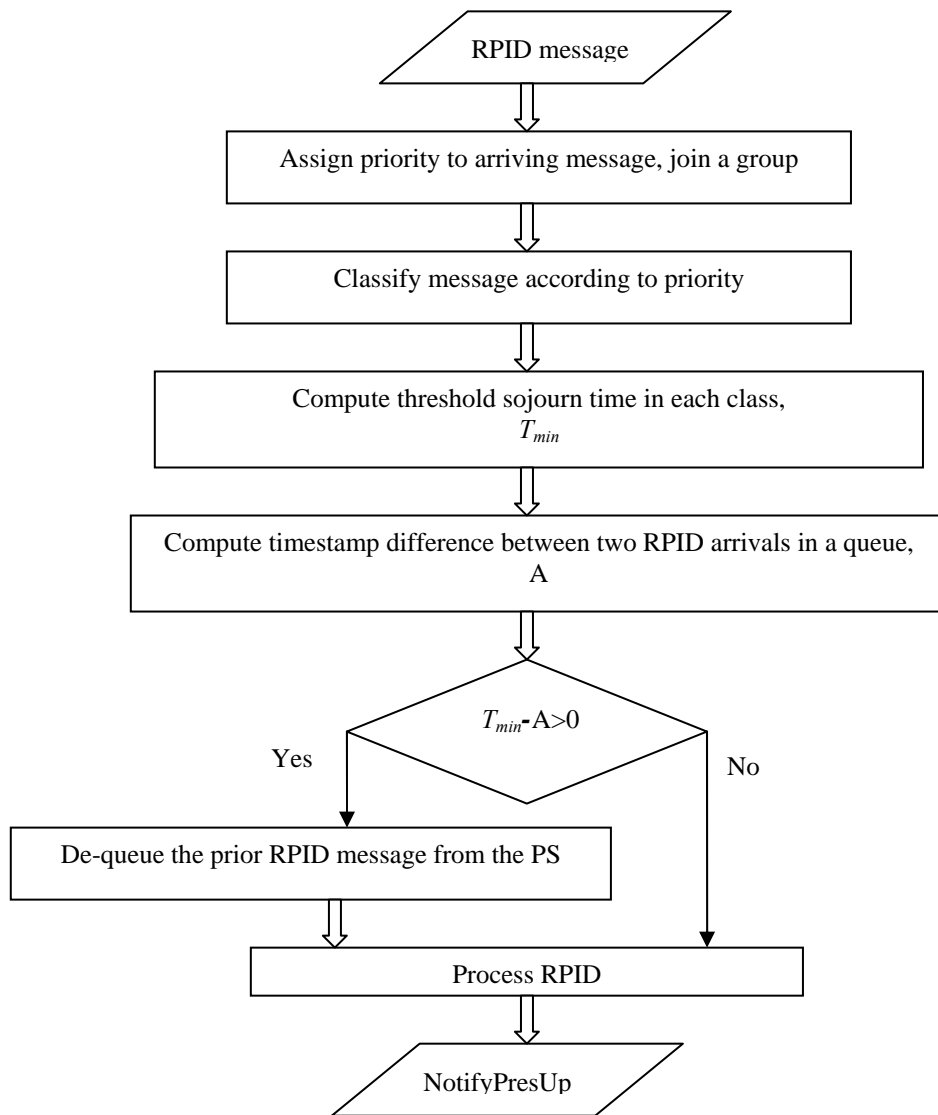 RPID message
Assign priority to arriving message, join a group
Classify message according to priority
Compute threshold sojourn time in each class,
Tmin
Compute timestamp difference between two RPID arrivals in a queue,
A
Tmin-A>0
Yes
No
De-queue the prior RPID message from the PS
Process RPID
NotifyPresUp